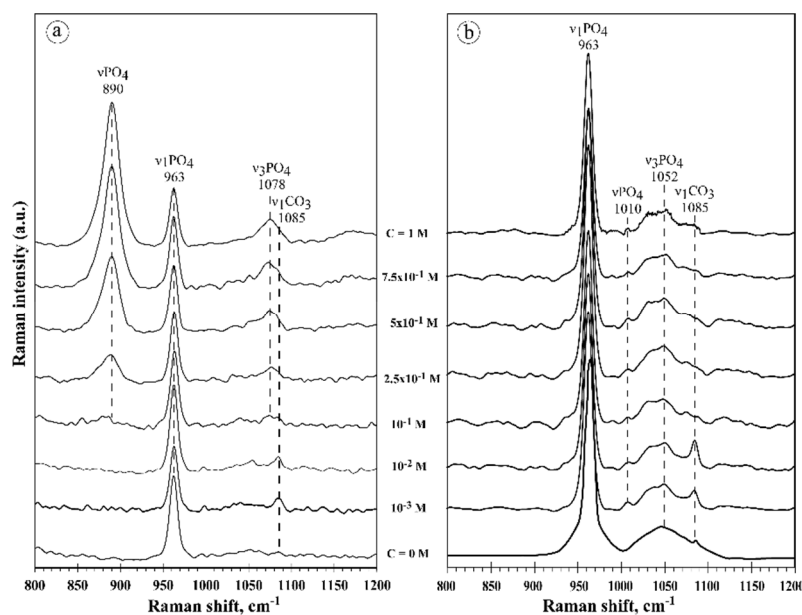 a
νPO4
890
ν1PO4
963
ν3PO4
1078
ν1CO3
1085
C = 1 M
7.5x10-1 M
5x10-1 M
2.5x10-1 M
10-1 M
10-2 M
10-3 M
C = 0 M
Raman intensity (a.u.)
800 850 900 950 1000 1050 1100 1150 1200
Raman shift, cm-1
b
ν1PO4
963
νPO4
1010
ν3PO4
1052
ν1CO3
1085
800 850 900 950 1000 1050 1100 1150 1200
Raman shift, cm-1